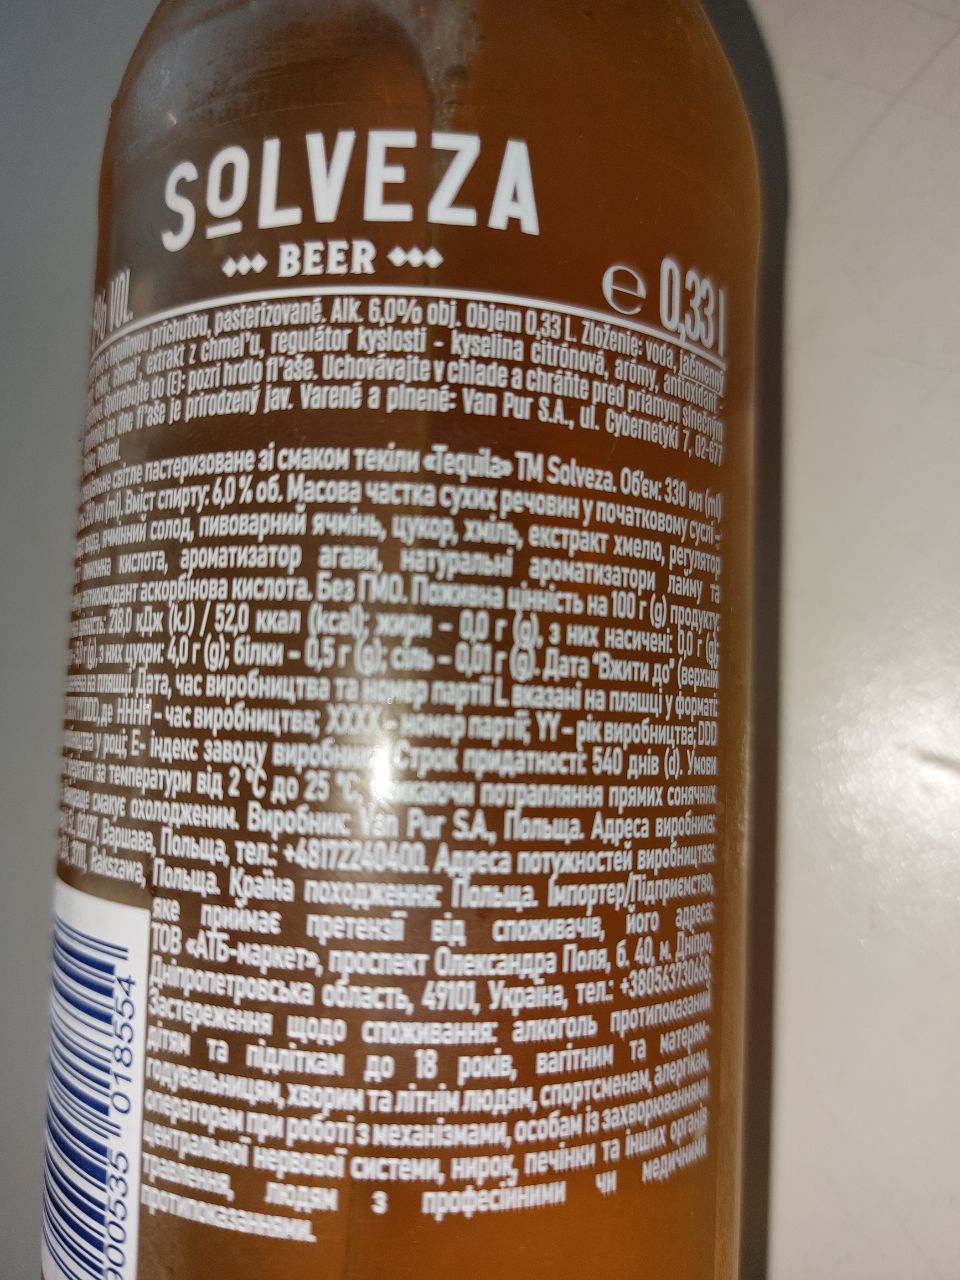 SOLVEZA
BEER
% VOL.
e 0,33 l
príchuťou, pasterizované. Alk. 6,0% obj. Objem 0,33 L. Zloženie: voda, jačmenný
chmeľ, extrakt z chmeľu, regulátor kyslosti - kyselina citrónová, arómy, antioxidant -
Spotrebujte do (E): pozri hrdlo fľaše. Uchovávajte v chlade a chráňte pred priamym slnečným
na dne fľaše je prirodzený jav. Varené a plnené: Van Pur S.A., ul. Cybernetyki 7, 02-677
Poland.
світле пастеризоване зі смаком текіли «Tequila» ТМ Solveza. Об'єм: 330 мл (ml)
(ml), Вміст спирту: 6,0 % об. Масова частка сухих речовин у початковому суслі -
ячмінний солод, пивоварний ячмінь, цукор, хміль, екстракт хмелю, регулятор
кислота, ароматизатор агави, натуральні ароматизатори лайму та
антиоксидант аскорбінова кислота. Без ГМО. Поживна цінність на 100 г (g) продукту:
218,0 кДж (kJ) / 52,0 ккал (kcal); жири - 0,0 г (g), з них насичені: 0,0 г (g);
(g), з них цукри: 4,0 г (g); білки - 0,5 г (g); сіль - 0,01 г (g). Дата "Вжити до" (верхній
на пляшці. Дата, час виробництва та номер партії L вказані на пляшці у форматі:
де НННН - час виробництва; XXXX - номер партії; YY - рік виробництва; DDD
у році; E- індекс заводу виробника. Строк придатності: 540 днів (d). Умови
за температури від 2 °C до 25 °C, уникаючи потрапляння прямих сонячних
смакує охолодженим. Виробник: Van Pur S.A., Польща. Адреса виробника:
Варшава, Польща, тел.: +48172240400. Адреса потужностей виробництва:
Rakszawa, Польща. Країна походження: Польща. Імпортер/Підприємство,
яке приймає претензії від споживачів, його адреса:
ТОВ «АТБ-маркет», проспект Олександра Поля, б. 40, м. Дніпро,
Дніпропетровська область, 49101, Україна, тел.: +380563730668.
Застереження щодо споживання: алкоголь протипоказаний
дітям та підліткам до 18 років, вагітним та матерям-
годувальницям, хворим та літнім людям, спортсменам, алергікам,
операторам при роботі з механізмами, особам із захворюваннями
центральної нервової системи, нирок, печінки та інших органів
травлення, людям з професійними чи медичними
протипоказаннями.
900535 018554